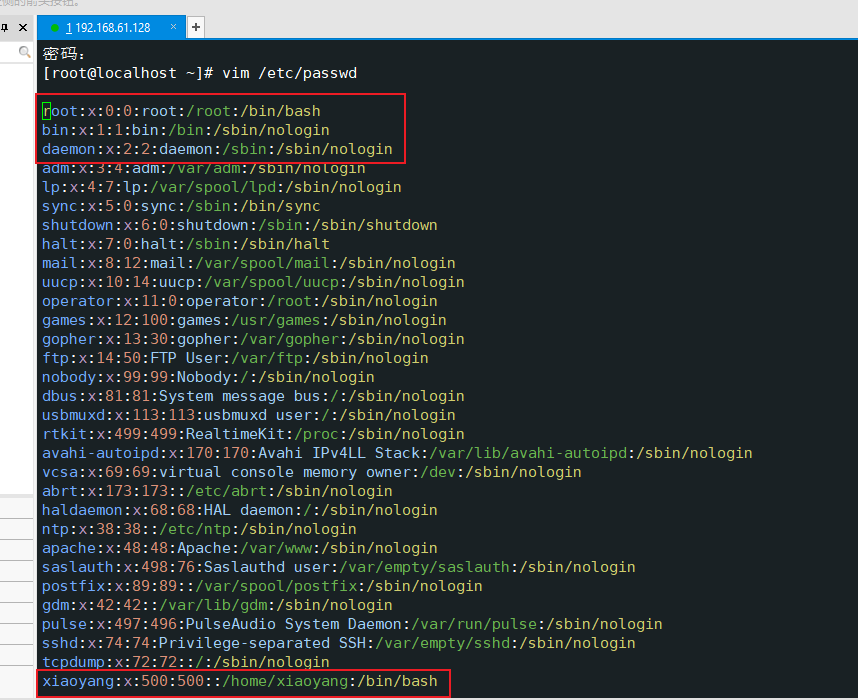 1 192.168.61.128 × +
密码：
[root@localhost ~]# vim /etc/passwd
root:x:0:0:root:/root:/bin/bash
bin:x:1:1:bin:/bin:/sbin/nologin
daemon:x:2:2:daemon:/sbin:/sbin/nologin
adm:x:3:4:adm:/var/adm:/sbin/nologin
lp:x:4:7:lp:/var/spool/lpd:/sbin/nologin
sync:x:5:0:sync:/sbin:/bin/sync
shutdown:x:6:0:shutdown:/sbin:/sbin/shutdown
halt:x:7:0:halt:/sbin:/sbin/halt
mail:x:8:12:mail:/var/spool/mail:/sbin/nologin
uucp:x:10:14:uucp:/var/spool/uucp:/sbin/nologin
operator:x:11:0:operator:/root:/sbin/nologin
games:x:12:100:games:/usr/games:/sbin/nologin
gopher:x:13:30:gopher:/var/gopher:/sbin/nologin
ftp:x:14:50:FTP User:/var/ftp:/sbin/nologin
nobody:x:99:99:Nobody:/:/sbin/nologin
dbus:x:81:81:System message bus:/:/sbin/nologin
usbmuxd:x:113:113:usbmuxd user:/:/sbin/nologin
rtkit:x:499:499:RealtimeKit:/proc:/sbin/nologin
avahi-autoipd:x:170:170:Avahi IPv4LL Stack:/var/lib/avahi-autoipd:/sbin/nologin
vcsa:x:69:69:virtual console memory owner:/dev:/sbin/nologin
abrt:x:173:173::/etc/abrt:/sbin/nologin
haldaemon:x:68:68:HAL daemon:/:/sbin/nologin
ntp:x:38:38::/etc/ntp:/sbin/nologin
apache:x:48:48:Apache:/var/www:/sbin/nologin
saslauth:x:498:76:Saslauthd user:/var/empty/saslauth:/sbin/nologin
postfix:x:89:89::/var/spool/postfix:/sbin/nologin
gdm:x:42:42::/var/lib/gdm:/sbin/nologin
pulse:x:497:496:PulseAudio System Daemon:/var/run/pulse:/sbin/nologin
sshd:x:74:74:Privilege-separated SSH:/var/empty/sshd:/sbin/nologin
tcpdump:x:72:72::/:/sbin/nologin
xiaoyang:x:500:500::/home/xiaoyang:/bin/bash